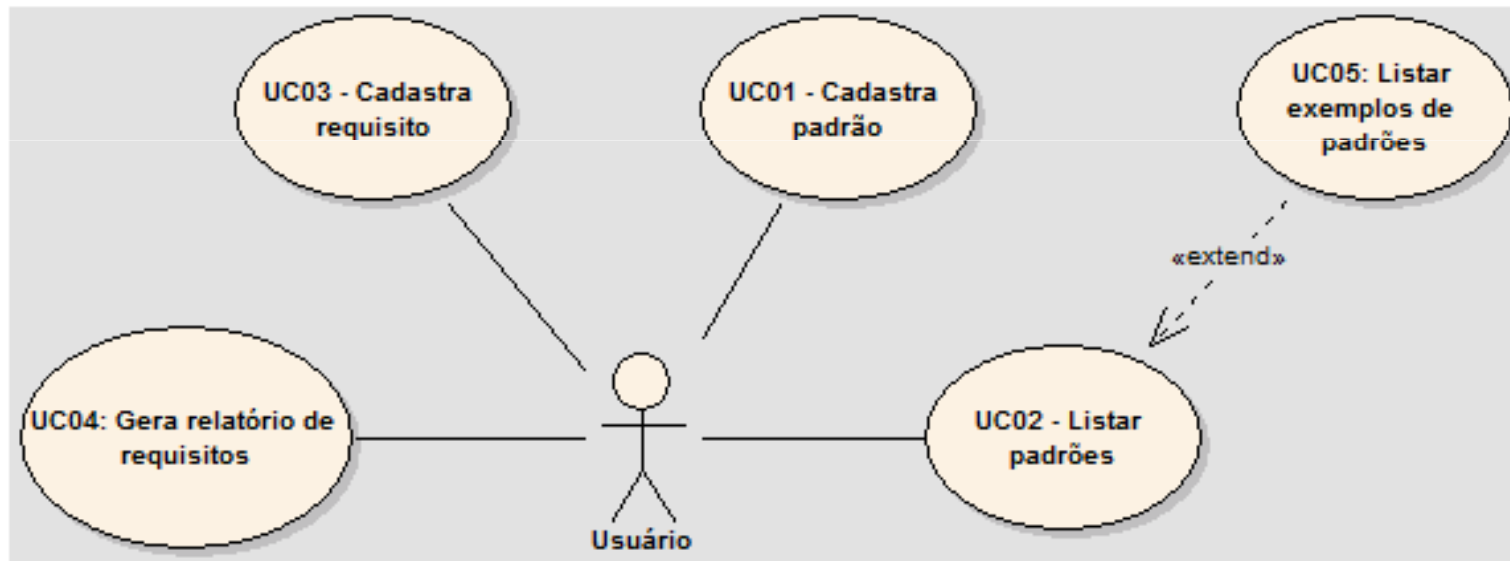 UC03 - Cadastra
requisito
UC01 - Cadastra
padrão
UC05: Listar
exemplos de
padrões
«extend»
UC04: Gera relatório de
requisitos
UC02 - Listar
padrões
Usuário